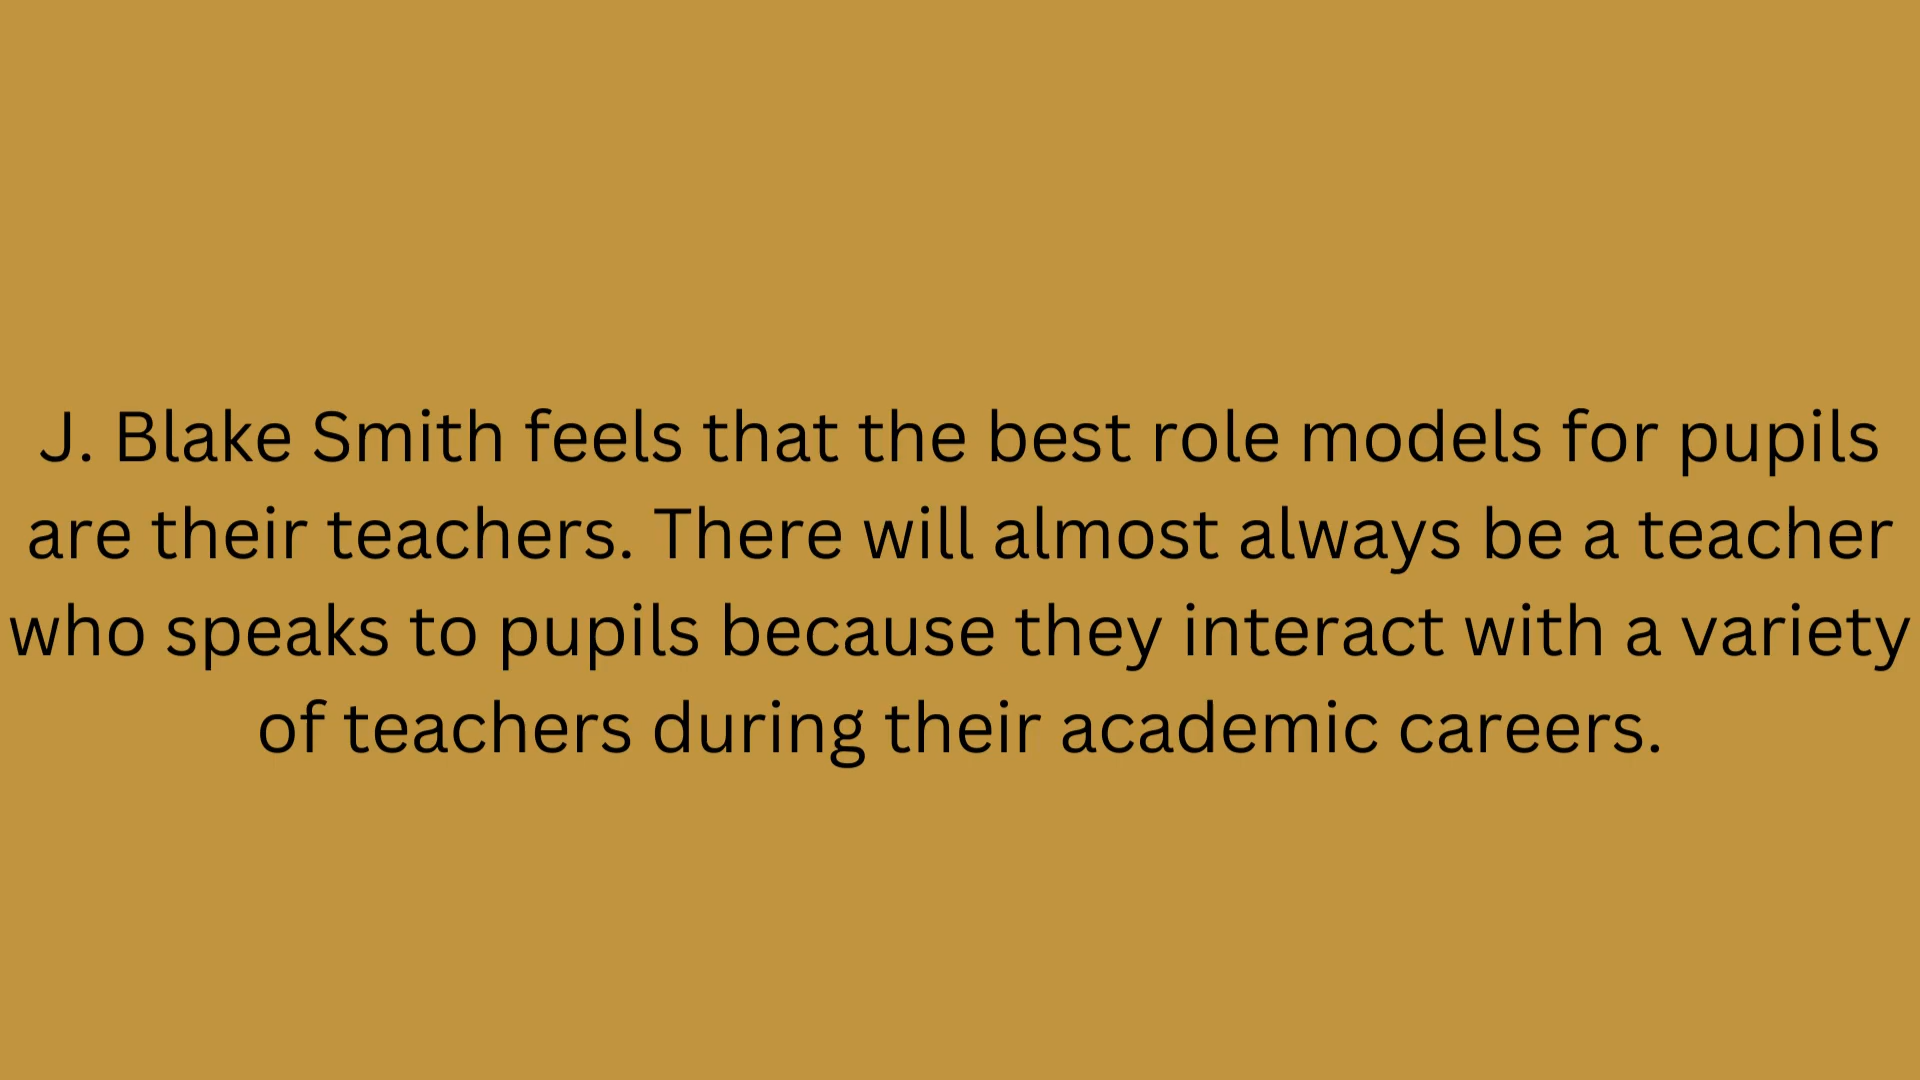 J. Blake Smith feels that the best role models for pupils
are their teachers. There will almost always be a teacher
who speaks to pupils because they interact with a variety
of teachers during their academic careers.